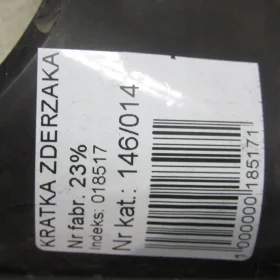 KRATKA ZDERZAKA
Nr fabr. 23%
Indeks: 018517
Nr kat.: 146/014
1000000185171